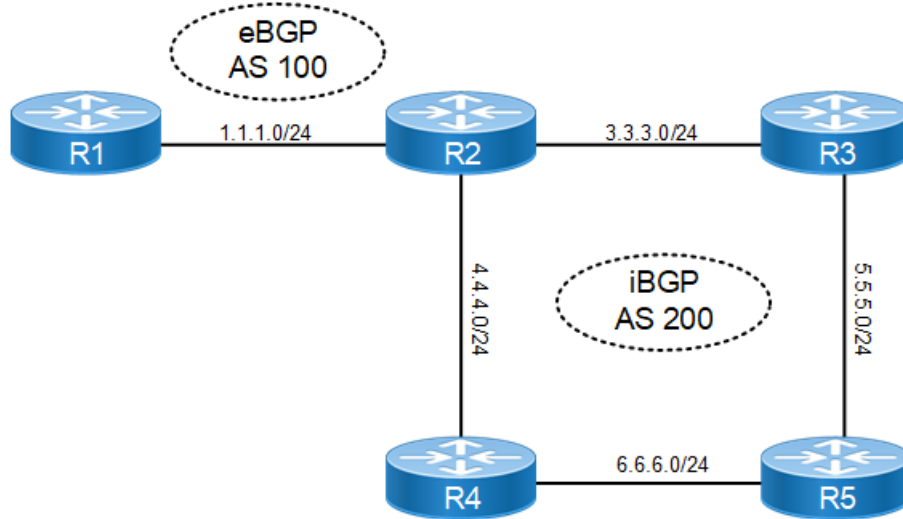 eBGP
AS 100
R1
1.1.1.0/24
R2
3.3.3.0/24
R3
4.4.4.0/24
iBGP
AS 200
5.5.5.0/24
R4
6.6.6.0/24
R5